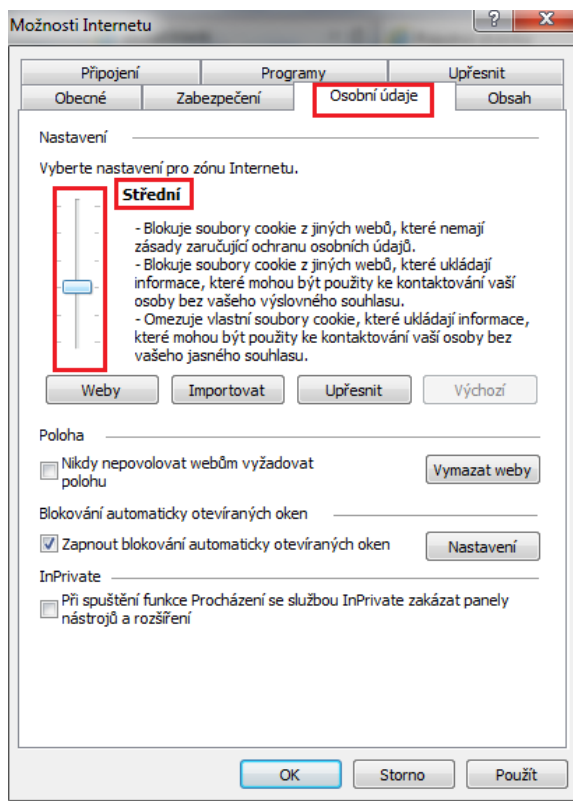 Možnosti Internetu
?
X
Připojení Programy Upřesnit
Obecné Zabezpečení Osobní údaje Obsah
Nastavení
Vyberte nastavení pro zónu Internetu.
Střední
- Blokuje soubory cookie z jiných webů, které nemají
zásady zaručující ochranu osobních údajů.
- Blokuje soubory cookie z jiných webů, které ukládají
informace, které mohou být použity ke kontaktování vaší
osoby bez vašeho výslovného souhlasu.
- Omezuje vlastní soubory cookie, které ukládají informace,
které mohou být použity ke kontaktování vaší osoby bez
vašeho jasného souhlasu.
Weby Importovat Upřesnit Výchozí
Poloha
Nikdy nepovolovat webům vyžadovat
polohu
Vymazat weby
Blokování automaticky otevíraných oken
Zapnout blokování automaticky otevíraných oken Nastavení
InPrivate
Při spuštění funkce Procházení se službou InPrivate zakázat panely
nástrojů a rozšíření
OK Storno Použít